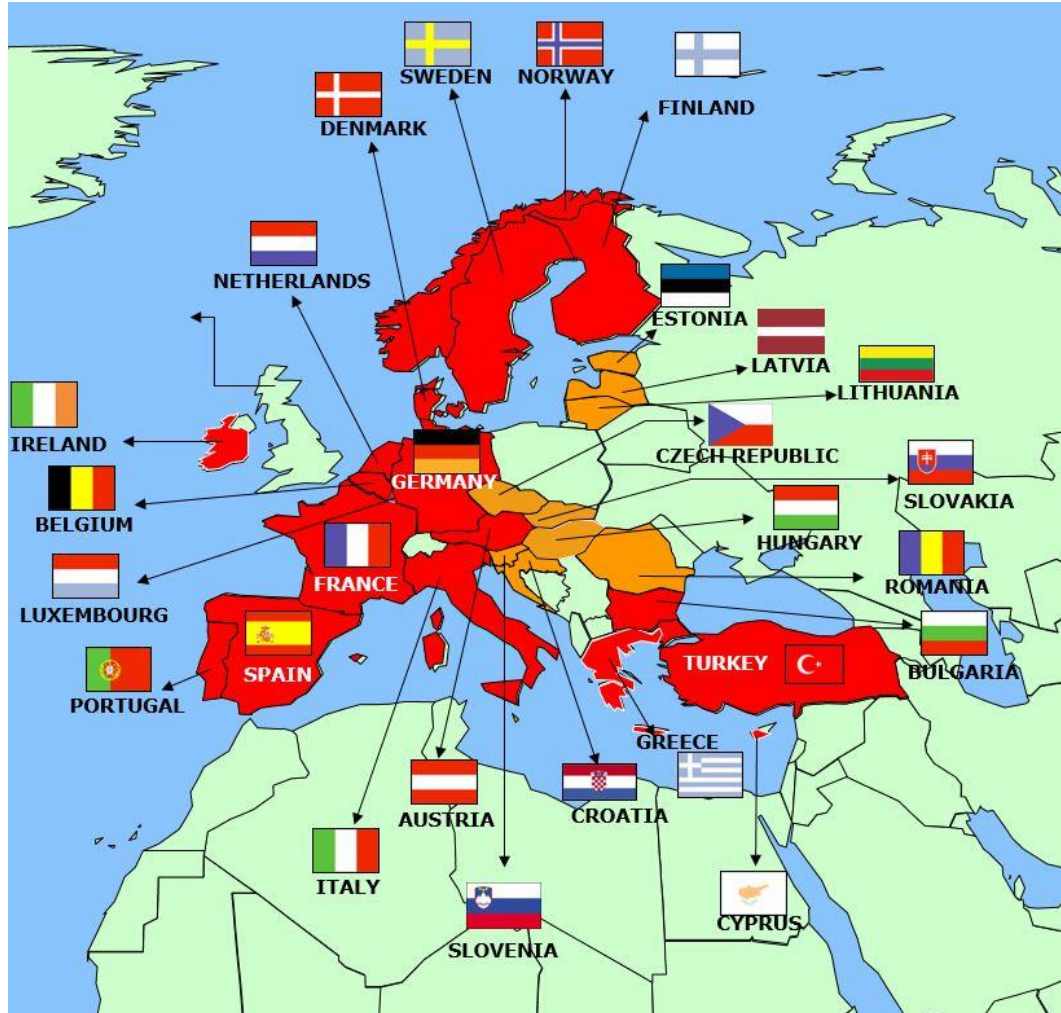 SWEDEN
NORWAY
FINLAND
DENMARK
NETHERLANDS
ESTONIA
LATVIA
LITHUANIA
IRELAND
GERMANY
CZECH REPUBLIC
SLOVAKIA
BELGIUM
HUNGARY
FRANCE
ROMANIA
LUXEMBOURG
TURKEY
BULGARIA
SPAIN
PORTUGAL
GREECE
AUSTRIA
CROATIA
ITALY
CYPRUS
SLOVENIA